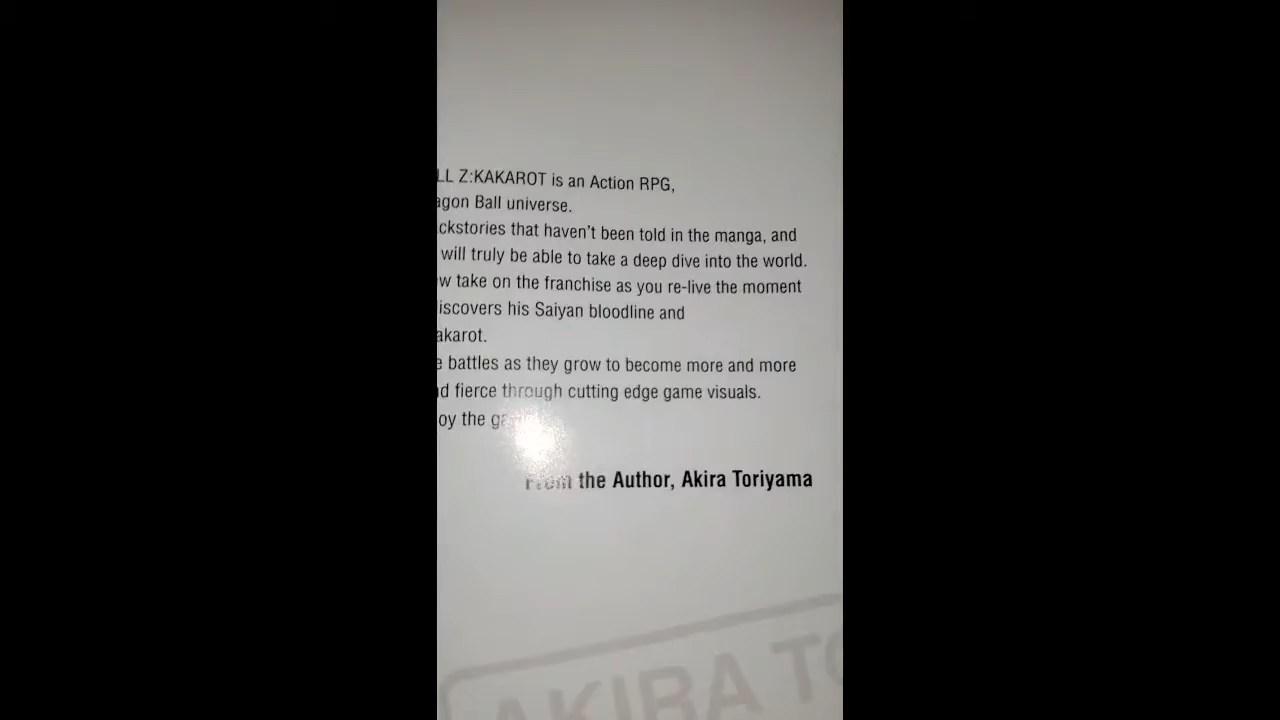 LL Z:KAKAROT is an Action RPG,
agon Ball universe.
ckstories that haven't been told in the manga, and
will truly be able to take a deep dive into the world.
w take on the franchise as you re-live the moment
iscovers his Saiyan bloodline and
akarot.
e battles as they grow to become more and more
d fierce through cutting edge game visuals.
oy the
From the Author, Akira Toriyama
AKIRA TO